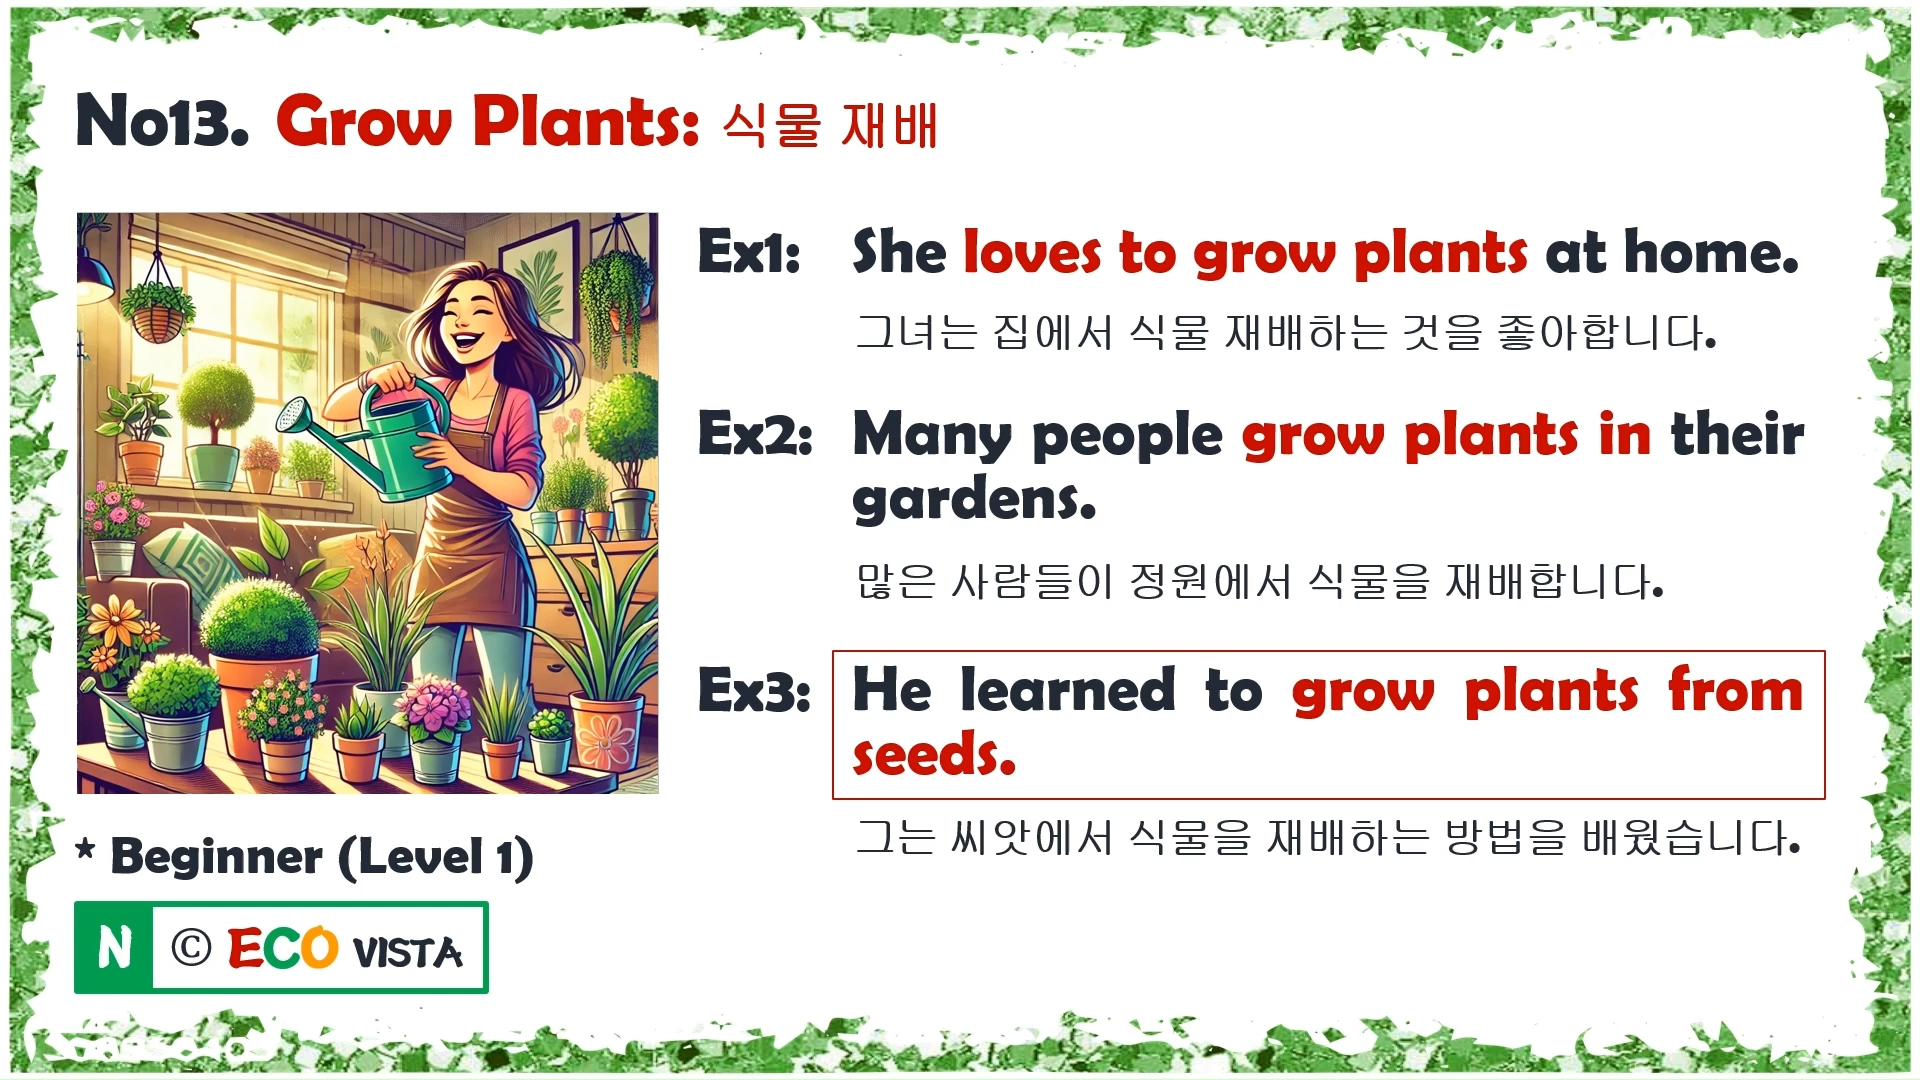 No13. Grow Plants: 식물 재배
Ex1: She loves to grow plants at home.
그녀는 집에서 식물 재배하는 것을 좋아합니다.
Ex2: Many people grow plants in their
gardens.
많은 사람들이 정원에서 식물을 재배합니다.
Ex3: He learned to grow plants from
seeds.
그는 씨앗에서 식물을 재배하는 방법을 배웠습니다.
* Beginner (Level 1)
N © ECO VISTA